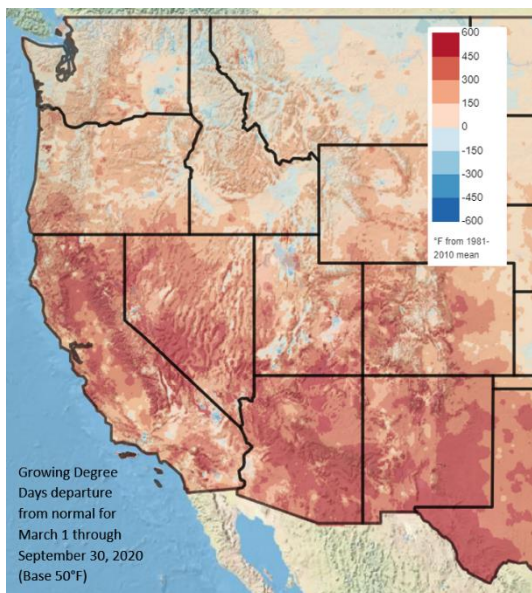 600
450
300
150
0
-150
-300
-450
-600
°F from 1981-
2010 mean
Growing Degree
Days departure
from normal for
March 1 through
September 30, 2020
(Base 50°F)